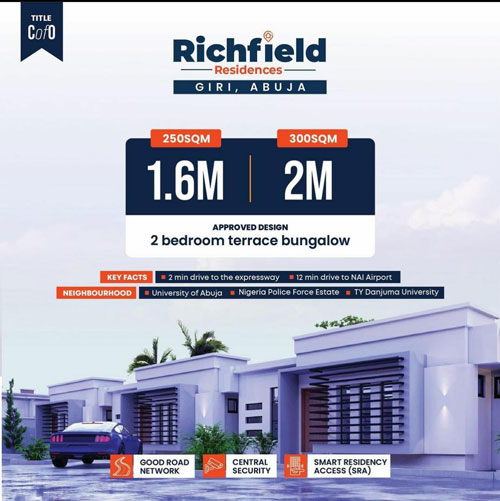 TITLE
CofO
Richfield
Residences
GIRI, ABUJA
250SQM
300SQM
1.6M
2M
APPROVED DESIGN
2 bedroom terrace bungalow
KEY FACTS 2 min drive to the expressway 12 min drive to NAI Airport
NEIGHBOURHOOD University of Abuja Nigeria Police Force Estate TY Danjuma University
GOOD ROAD
NETWORK
CENTRAL
SECURITY
SMART RESIDENCY
ACCESS (SRA)